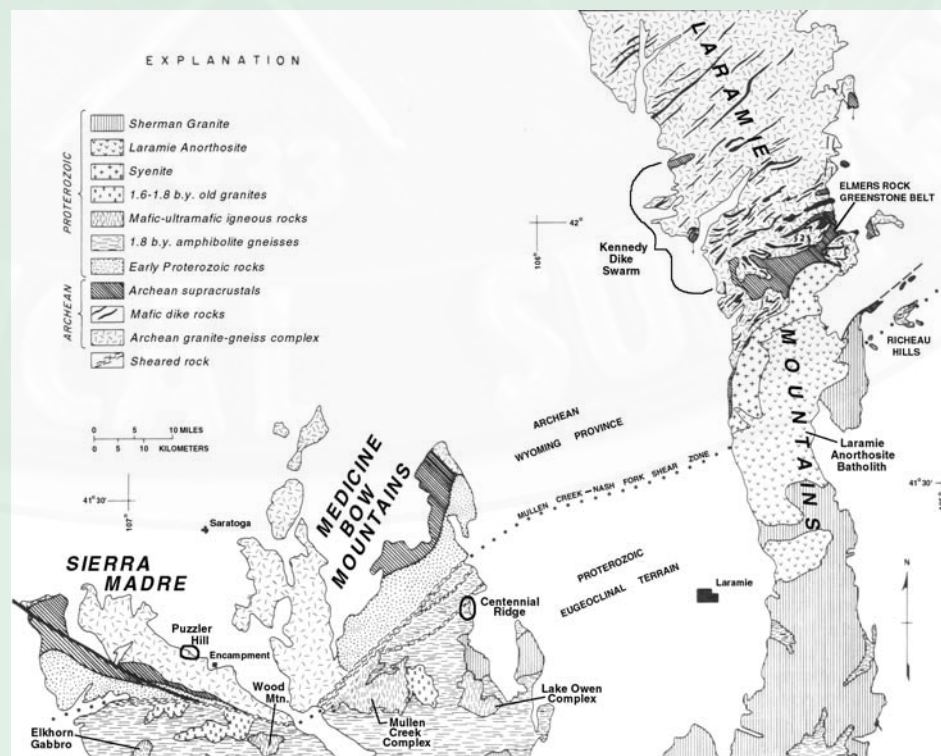 EXPLANATION
PROTEROZOIC
Sherman Granite
Laramie Anorthosite
Syenite
1.6-1.8 b.y. old granites
Mafic-ultramafic igneous rocks
1.8 b.y. amphibolite gneisses
Early Proterozoic rocks
ARCHEAN
Archean supracrustals
Mafic dike rocks
Archean granite-gneiss complex
Sheared rock
0 5 10 MILES
0 5 10 KILOMETERS
LARAMIE
MOUNTAINS
ELMERS ROCK
GREENSTONE BELT
42°
106°
Kennedy
Dike
Swarm
RICHEAU
HILLS
ARCHEAN
WYOMING PROVINCE
Laramie
Anorthosite
Batholith
MULLEN CREEK-NASH FORK SHEAR ZONE
41°30'
107°
41°30'
MEDICINE
BOW
MOUNTAINS
Saratoga
N
SIERRA
MADRE
PROTEROZOIC
EUGEOCLINAL TERRAIN
Laramie
Centennial
Ridge
Puzzler
Hill
Encampment
Wood
Mtn.
Lake Owen
Complex
Mullen
Creek
Complex
Elkhorn
Gabbro